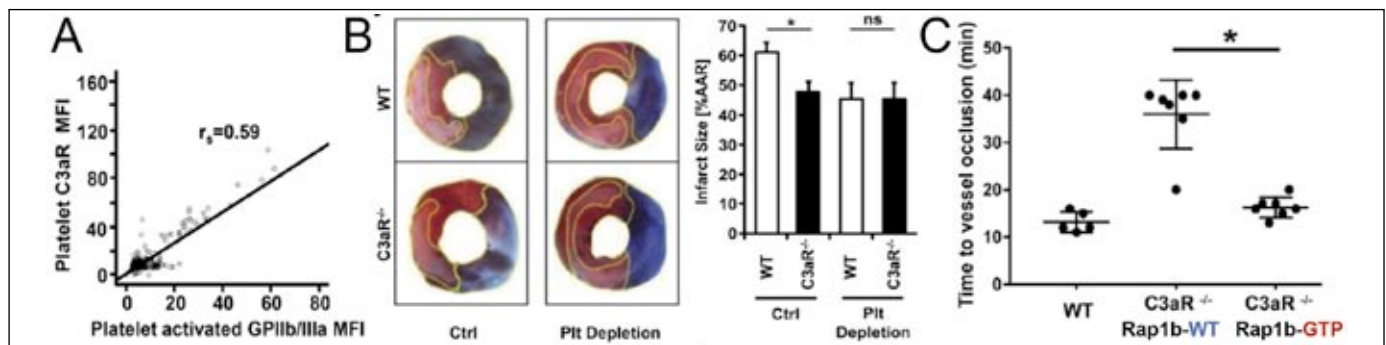 A
Platelet C3aR MFI
160
120
80
40
0
r_s=0.59
0 20 40 60 80
Platelet activated GPIIb/IIIa MFI
B
WT
C3aR-/-
Ctrl
Plt Depletion
Infarct Size [%AAR]
70
60
50
40
30
20
10
0
*
ns
WT
C3aR-/-
WT
C3aR-/-
Ctrl
Plt
Depletion
C
Time to vessel occlusion (min)
50
40
30
20
10
0
*
WT
C3aR -/-
Rap1b-WT
C3aR -/-
Rap1b-GTP